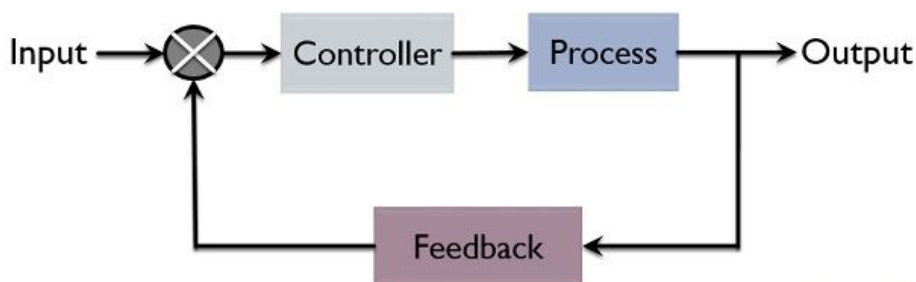 Input
Controller
Process
Output
Feedback